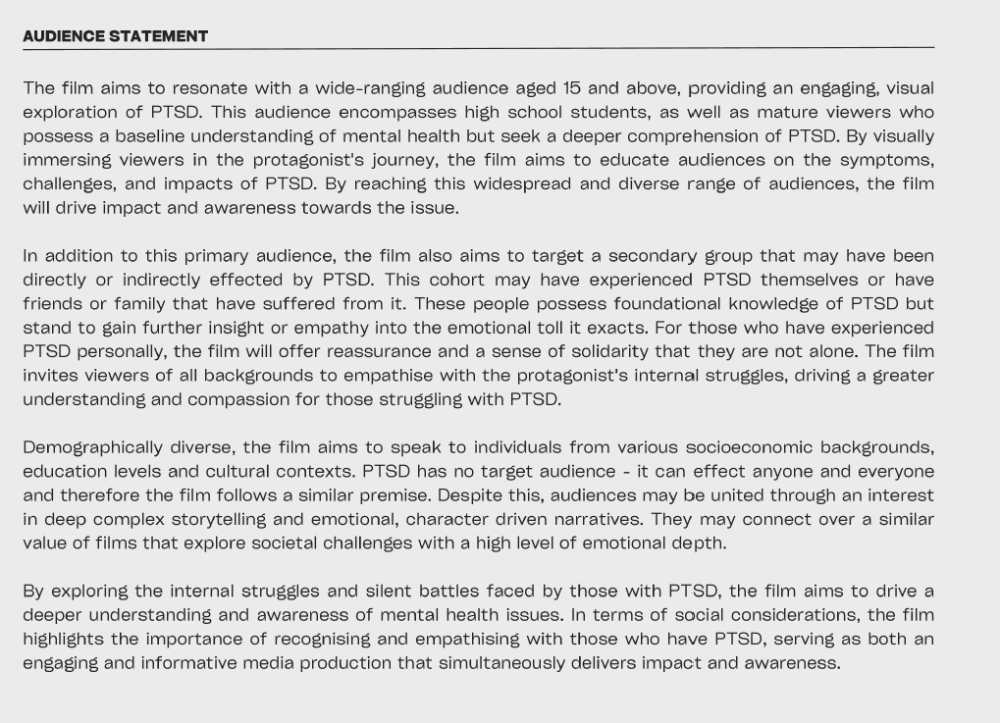 AUDIENCE STATEMENT
The film aims to resonate with a wide-ranging audience aged 15 and above, providing an engaging, visual
exploration of PTSD. This audience encompasses high school students, as well as mature viewers who
possess a baseline understanding of mental health but seek a deeper comprehension of PTSD. By visually
immersing viewers in the protagonist's journey, the film aims to educate audiences on the symptoms,
challenges, and impacts of PTSD. By reaching this widespread and diverse range of audiences, the film
will drive impact and awareness towards the issue.
In addition to this primary audience, the film also aims to target a secondary group that may have been
directly or indirectly effected by PTSD. This cohort may have experienced PTSD themselves or have
friends or family that have suffered from it. These people possess foundational knowledge of PTSD but
stand to gain further insight or empathy into the emotional toll it exacts. For those who have experienced
PTSD personally, the film will offer reassurance and a sense of solidarity that they are not alone. The film
invites viewers of all backgrounds to empathise with the protagonist's internal struggles, driving a greater
understanding and compassion for those struggling with PTSD.
Demographically diverse, the film aims to speak to individuals from various socioeconomic backgrounds,
education levels and cultural contexts. PTSD has no target audience - it can effect anyone and everyone
and therefore the film follows a similar premise. Despite this, audiences may be united through an interest
in deep complex storytelling and emotional, character driven narratives. They may connect over a similar
value of films that explore societal challenges with a high level of emotional depth.
By exploring the internal struggles and silent battles faced by those with PTSD, the film aims to drive a
deeper understanding and awareness of mental health issues. In terms of social considerations, the film
highlights the importance of recognising and empathising with those who have PTSD, serving as both an
engaging and informative media production that simultaneously delivers impact and awareness.